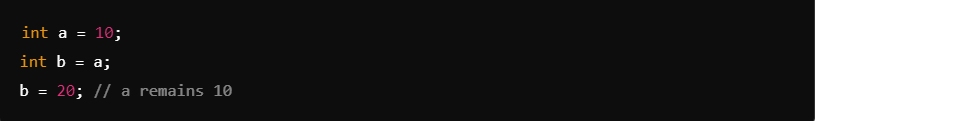 int a = 10;
int b = a;
b = 20; // a remains 10